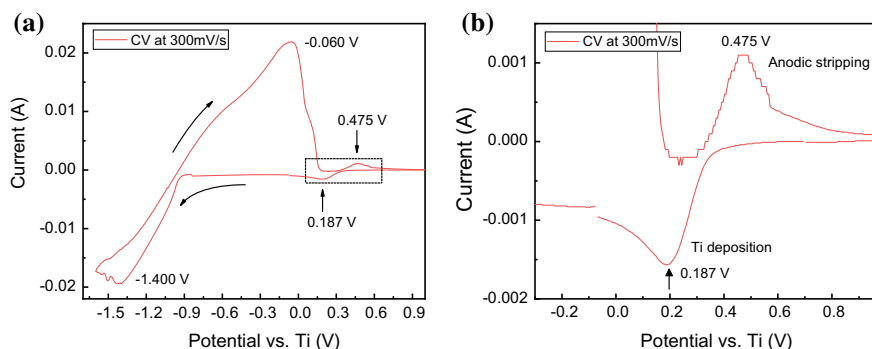 (a)
CV at 300mV/s
-0.060 V
0.475 V
0.187 V
-1.400 V
0.02
0.01
0.00
-0.01
-0.02
Current (A)
-1.5 -1.2 -0.9 -0.6 -0.3 0.0 0.3 0.6 0.9
Potential vs. Ti (V)
(b)
CV at 300mV/s
0.475 V
Anodic stripping
Ti deposition
0.187 V
0.001
0.000
-0.001
-0.002
Current (A)
-0.2 0.0 0.2 0.4 0.6 0.8
Potential vs. Ti (V)